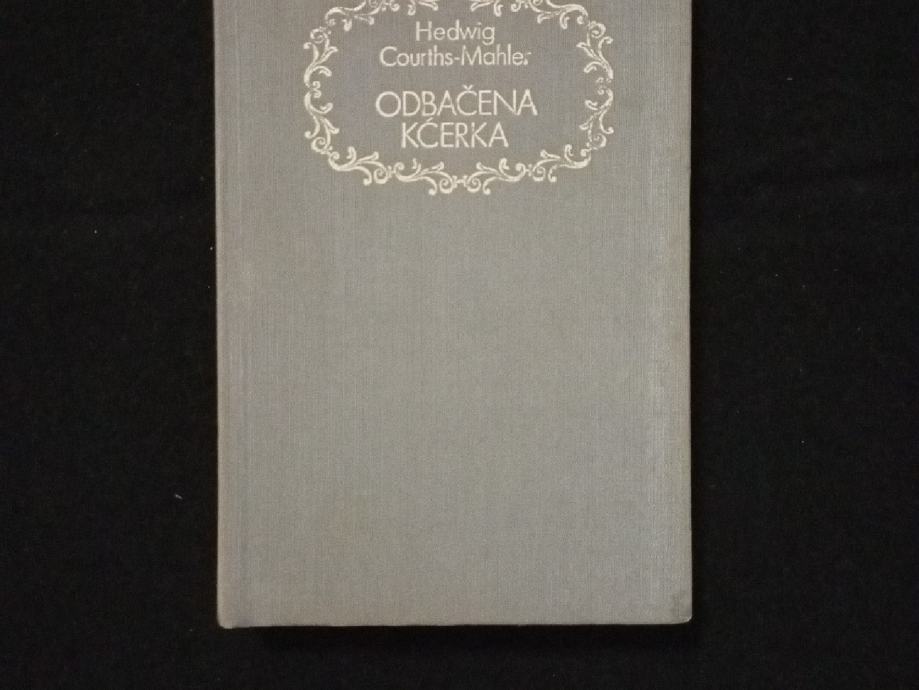 Hedwig
Courths-Mahler
ODBAČENA
KĆERKA